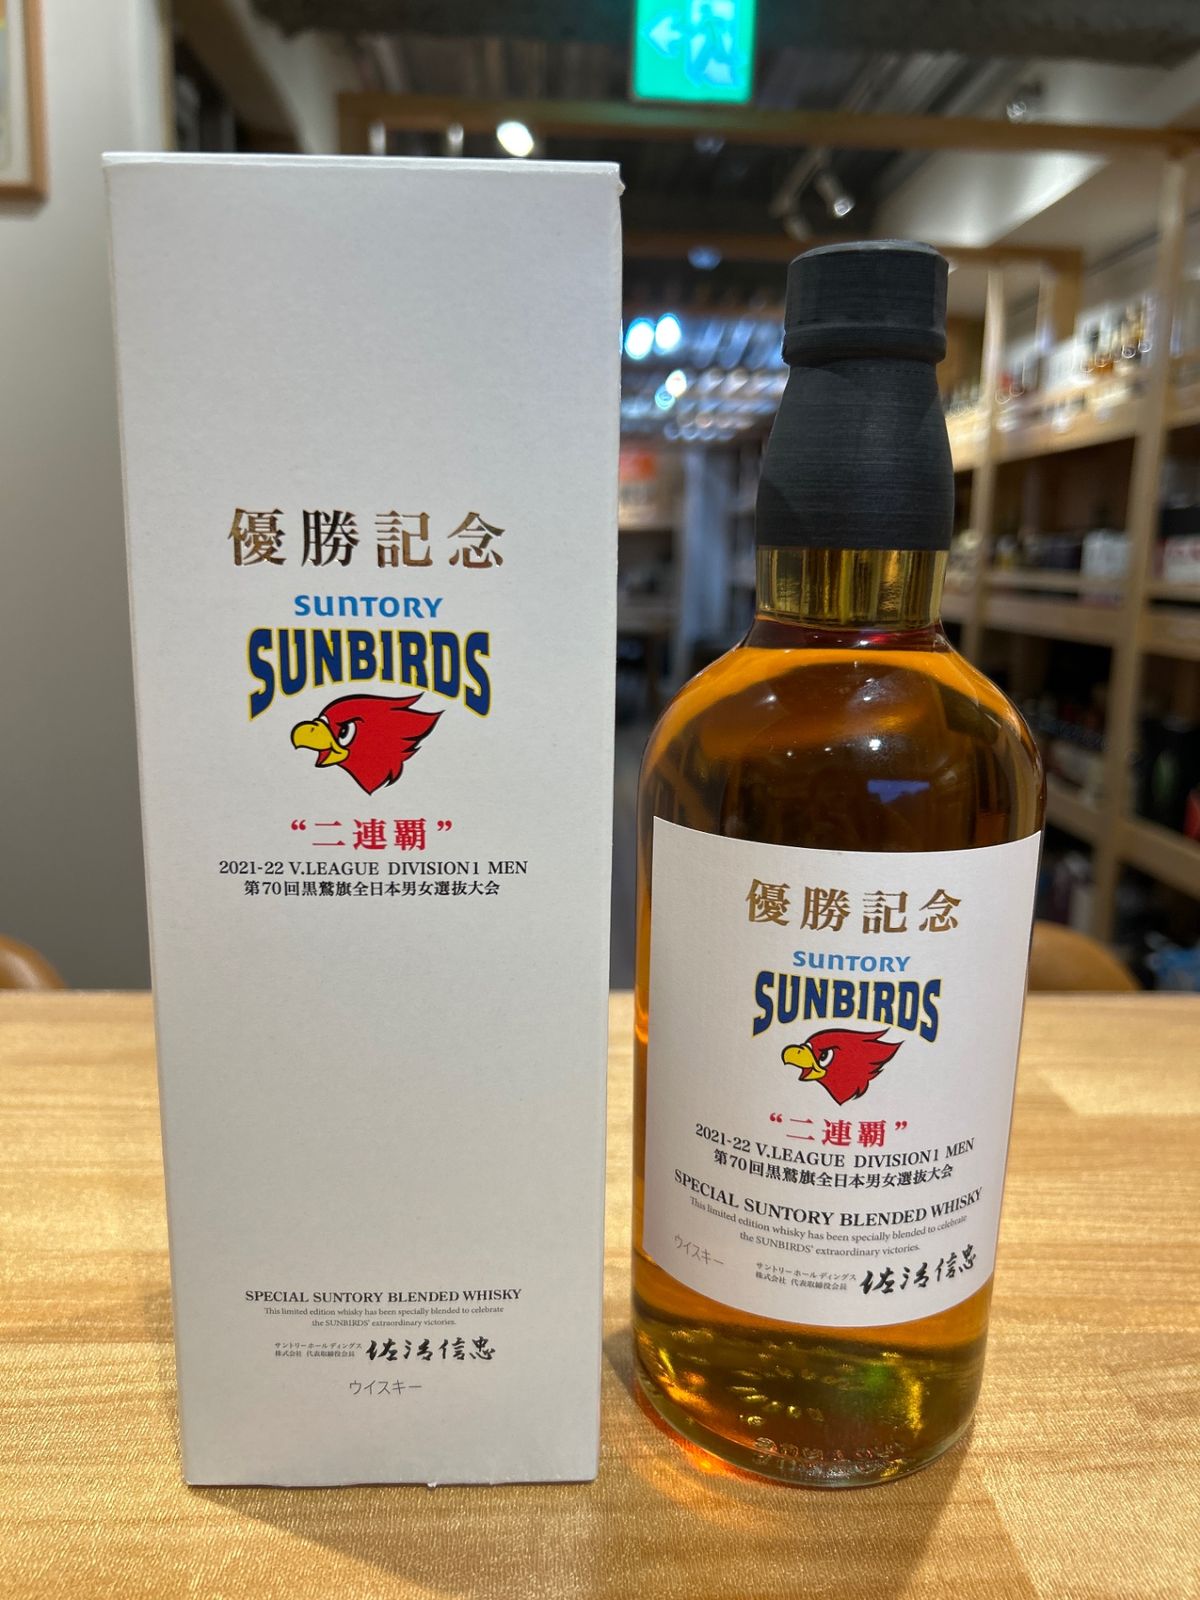 優勝記念
SUNTORY
SUNBIRDS
“二連覇”
2021-22 V.LEAGUE DIVISION1 MEN
第70回黒鷲旗全日本男女選抜大会
SPECIAL SUNTORY BLENDED WHISKY
This limited edition whisky has been specially blended to celebrate
the SUNBIRDS' extraordinary victories.
サントリーホールディングス
株式会社 代表取締役会長 佐治信忠
ウイスキー
優勝記念
SUNTORY
SUNBIRDS
“二連覇”
2021-22 V.LEAGUE DIVISION1 MEN
第70回黒鷲旗全日本男女選抜大会
SPECIAL SUNTORY BLENDED WHISKY
This limited edition whisky has been specially blended to celebrate
the SUNBIRDS' extraordinary victories.
ウイスキー
サントリーホールディングス
株式会社 代表取締役会長 佐治信忠